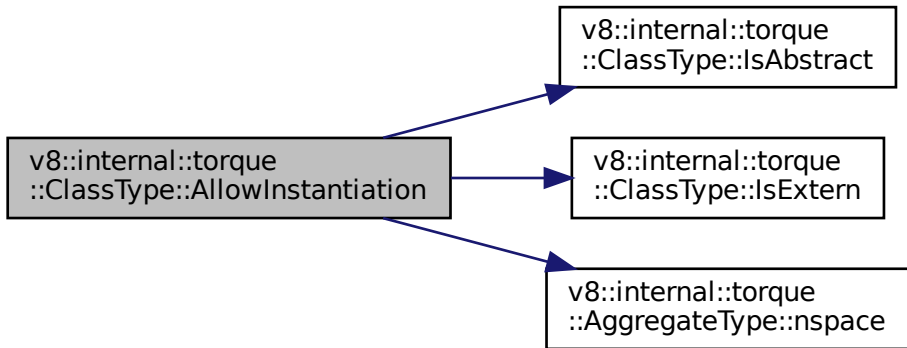 v8::internal::torque
::ClassType::IsAbstract
v8::internal::torque
::ClassType::AllowInstantiation
v8::internal::torque
::ClassType::IsExtern
v8::internal::torque
::AggregateType::nspace